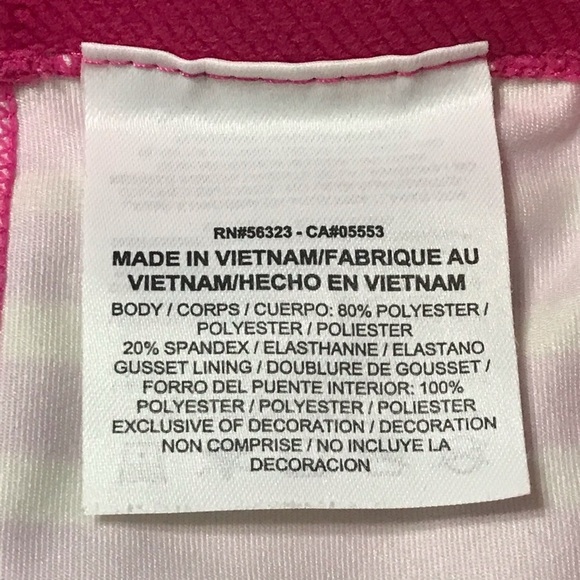 RN#56323 - CA#05553
MADE IN VIETNAM/FABRIQUE AU
VIETNAM/HECHO EN VIETNAM
BODY / CORPS / CUERPO: 80% POLYESTER /
POLYESTER / POLIESTER
20% SPANDEX / ELASTHANNE / ELASTANO
GUSSET LINING / DOUBLURE DE GOUSSET /
FORRO DEL PUENTE INTERIOR: 100%
POLYESTER / POLYESTER / POLIESTER
EXCLUSIVE OF DECORATION / DECORATION
NON COMPRISE / NO INCLUYE LA
DECORACION